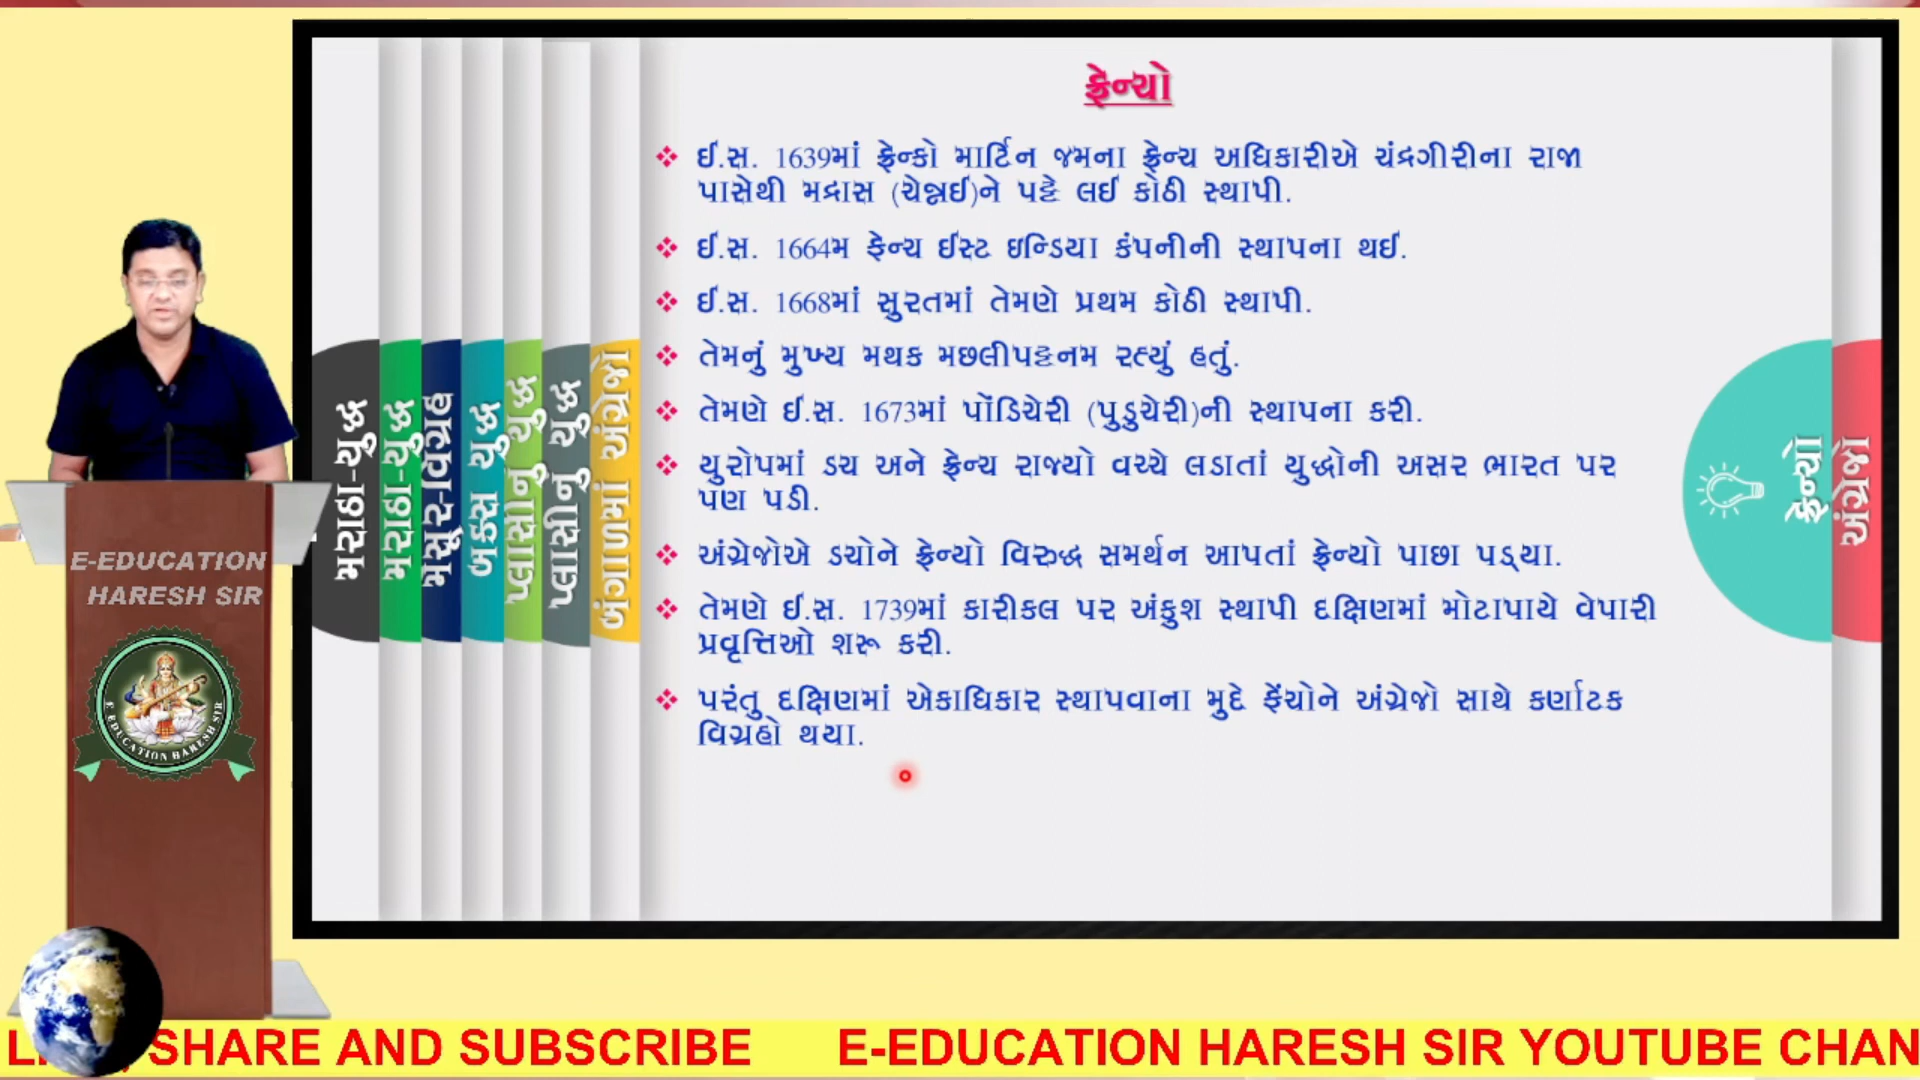 ફ્રેન્ચો
ઈ.સ. 1639માં ફ્રેન્કો માર્ટિન જમના ફ્રેન્ચ અધિકારીએ ચંદ્રગીરીના રાજા
પાસેથી મદ્રાસ (ચેન્નઈ)ને પટ્ટે લઈ કોઠી સ્થાપી.
ઈ.સ. 1664મ ફેન્ચ ઈસ્ટ ઇન્ડિયા કંપનીની સ્થાપના થઈ.
ઈ.સ. 1668માં સુરતમાં તેમણે પ્રથમ કોઠી સ્થાપી.
તેમનું મુખ્ય મથક મછલીપટ્ટનમ રહ્યું હતું.
તેમણે ઈ.સ. 1673માં પોંડિચેરી (પુડુચેરી)ની સ્થાપના કરી.
યુરોપમાં ડચ અને ફ્રેન્ચ રાજ્યો વચ્ચે લડાતાં યુદ્ધોની અસર ભારત પર
પણ પડી.
અંગ્રેજોએ ડચોને ફ્રેન્ચો વિરુદ્ધ સમર્થન આપતાં ફ્રેન્ચો પાછા પડ્યા.
તેમણે ઈ.સ. 1739માં કારીકલ પર અંકુશ સ્થાપી દક્ષિણમાં મોટાપાયે વેપારી
પ્રવૃત્તિઓ શરૂ કરી.
પરંતુ દક્ષિણમાં એકાધિકાર સ્થાપવાના મુદે ફેંચોને અંગ્રેજો સાથે કર્ણાટક
વિગ્રહો થયા.
મરાઠા-યુદ્ધ
મરાઠા-યુદ્ધ
મસૂર-વિગ્રહ
બક્સ યુદ્ધ
પ્લાસીનું યુદ્ધ
પ્લાસીનું યુદ્ધ
બંગાળમાં અંગ્રેજો
ફ્રેન્ચો
અંગ્રેજો
E-EDUCATION
HARESH SIR
E EDUCATION HARESH SIR
SHARE AND SUBSCRIBE E-EDUCATION HARESH SIR YOUTUBE CHAN